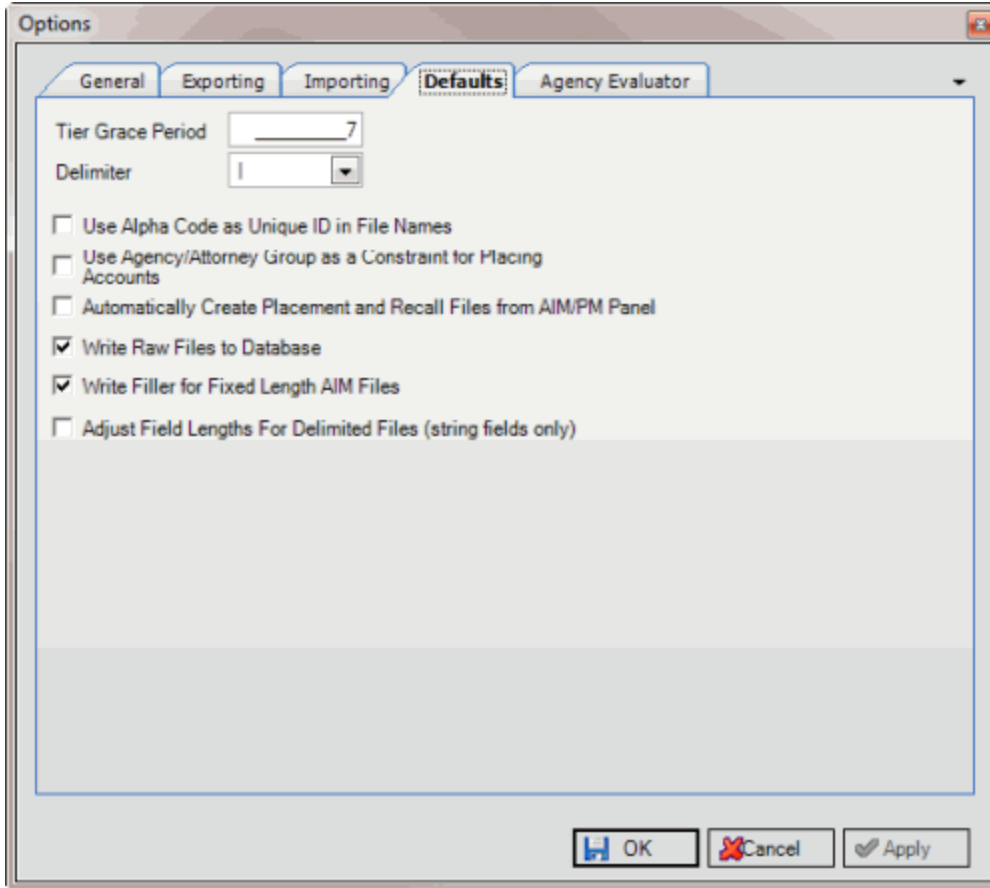 Options
General Exporting Importing Defaults Agency Evaluator
Tier Grace Period _________7
Delimiter |
Use Alpha Code as Unique ID in File Names
Use Agency/Attorney Group as a Constraint for Placing
Accounts
Automatically Create Placement and Recall Files from AIM/PM Panel
Write Raw Files to Database
Write Filler for Fixed Length AIM Files
Adjust Field Lengths For Delimited Files (string fields only)
OK Cancel Apply